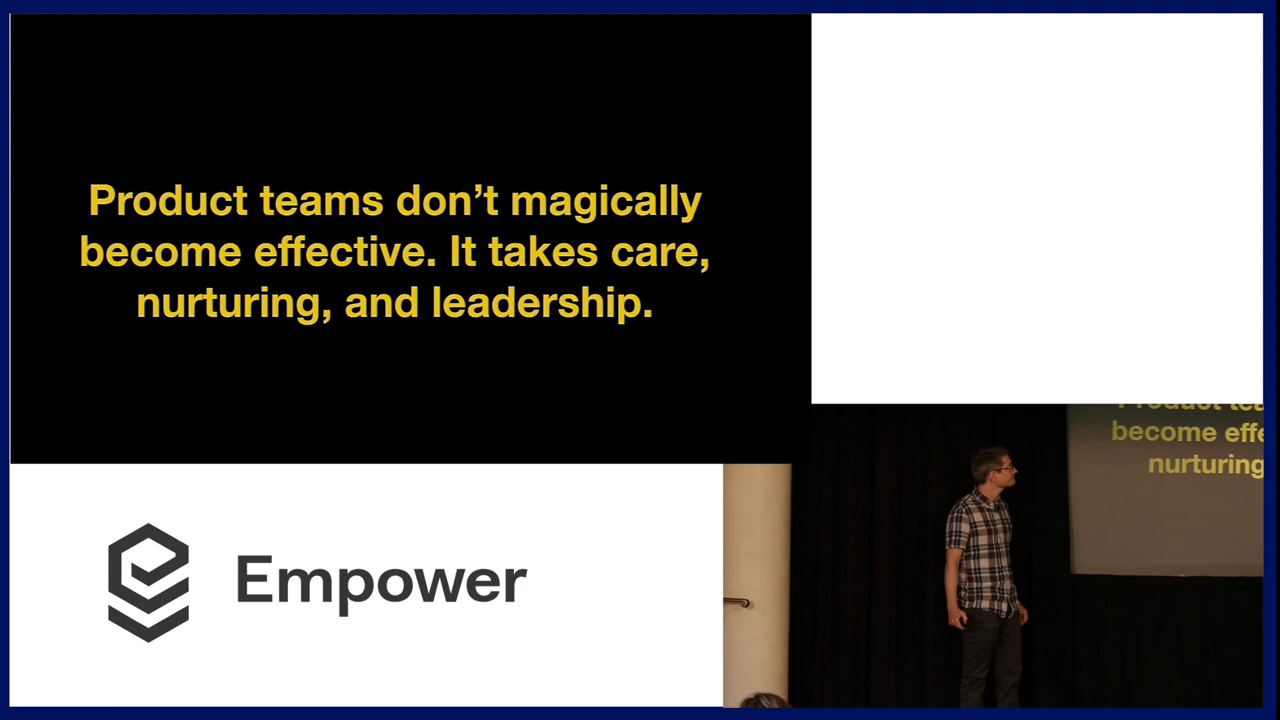 Product teams don’t magically
become effective. It takes care,
nurturing, and leadership.
Empower
become effe
nurturing